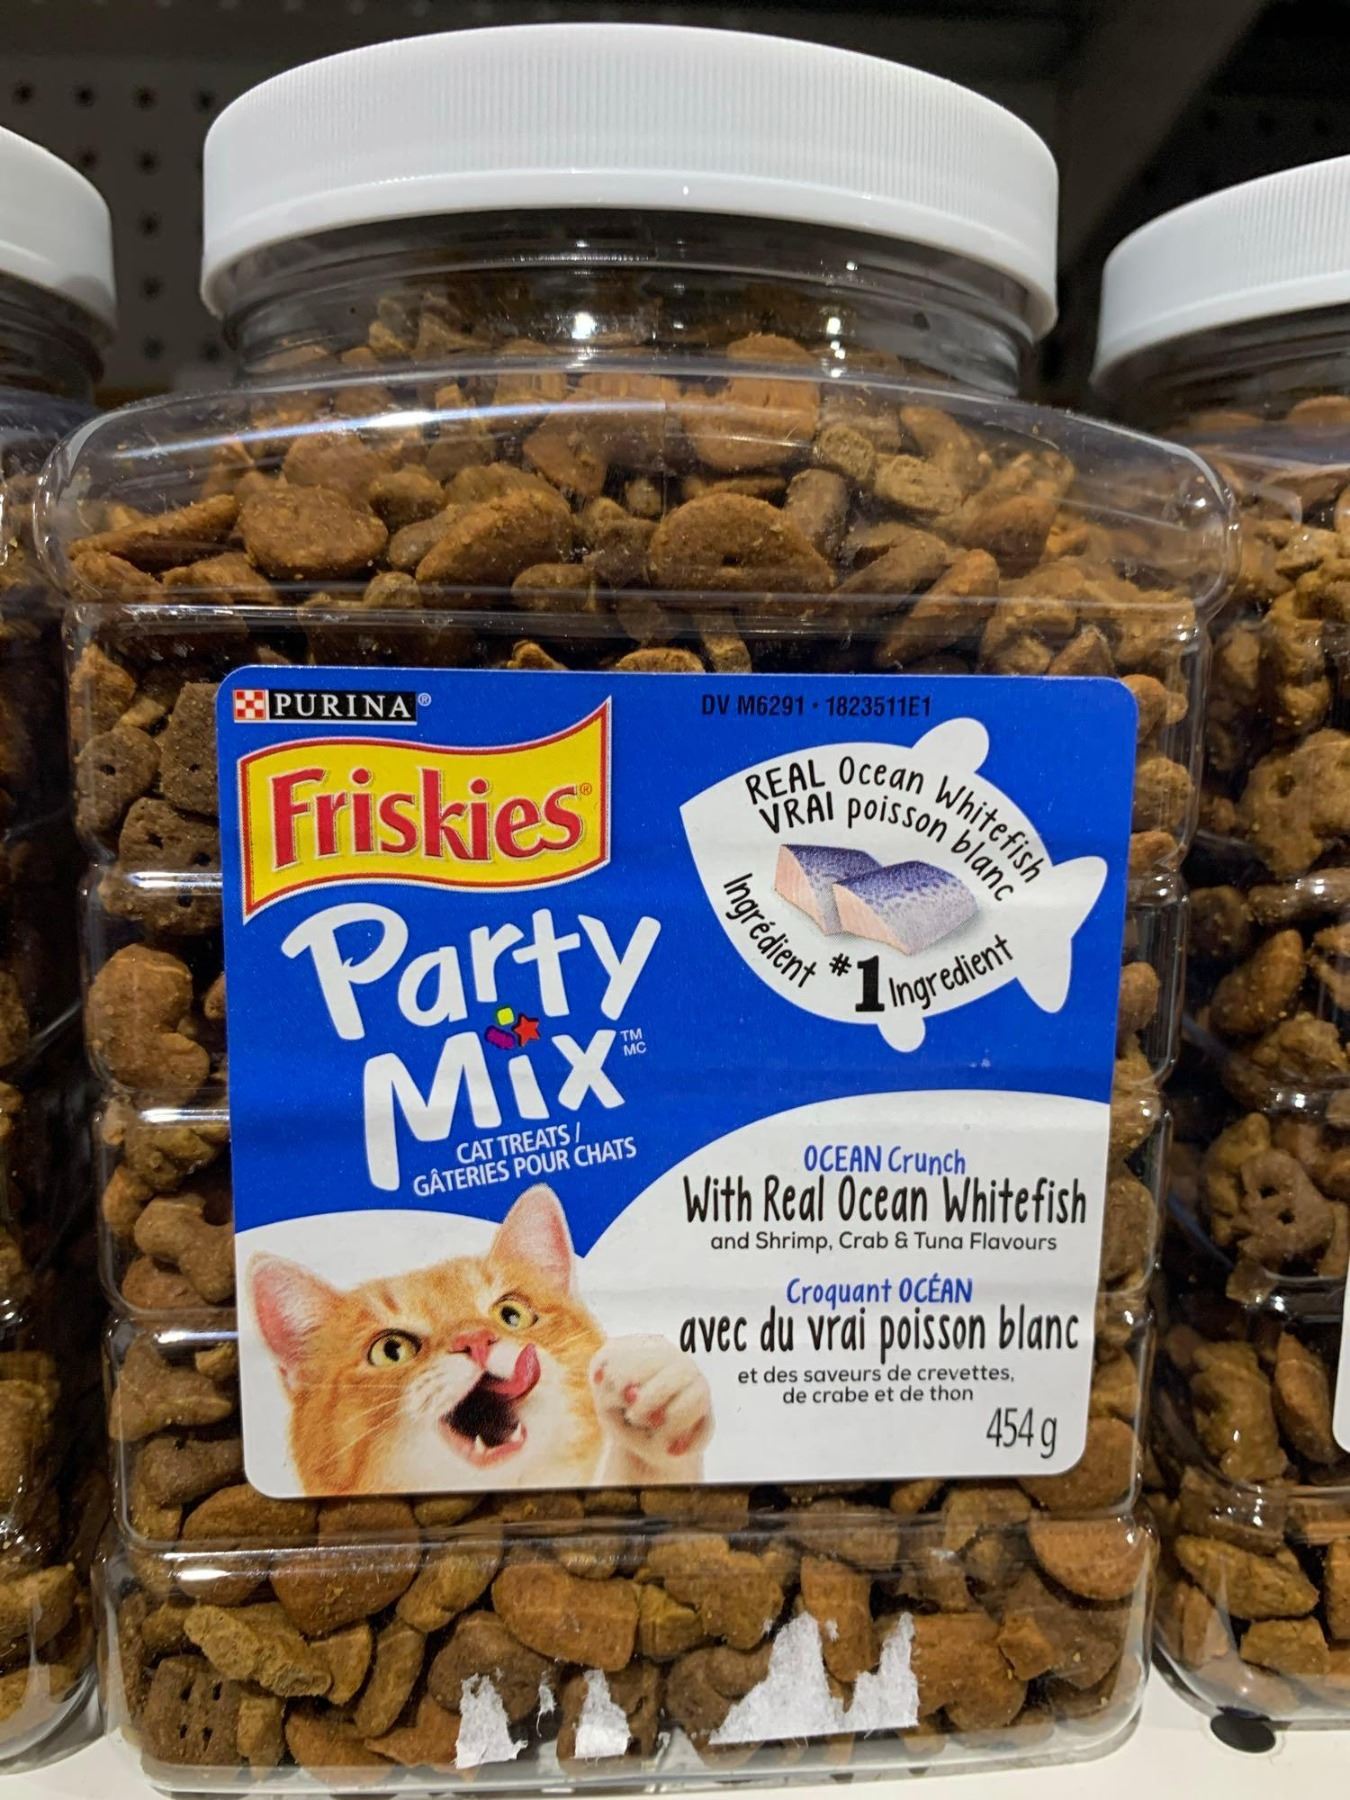 PURINA®
DV M6291 • 1823511E1
Friskies®
Party
Mix™
MC
CAT TREATS /
GÂTERIES POUR CHATS
REAL Ocean Whitefish
VRAI poisson blanc
Ingrédient #1 Ingredient
OCEAN Crunch
With Real Ocean Whitefish
and Shrimp, Crab & Tuna Flavours
Croquant OCÉAN
avec du vrai poisson blanc
et des saveurs de crevettes,
de crabe et de thon
454 g